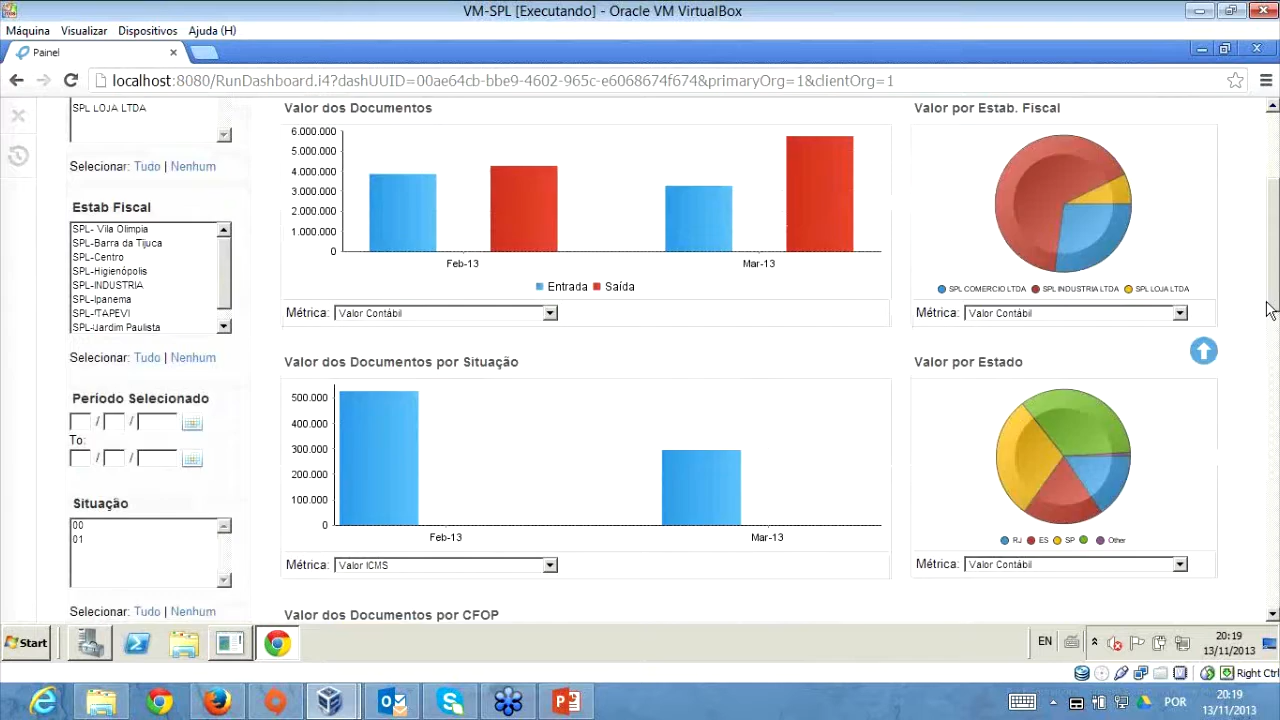 VM-SPL [Executando] - Oracle VM VirtualBox
Máquina Visualizar Dispositivos Ajuda (H)
Painel
localhost:8080/RunDashboard.i4?dashUUID=00ae64cb-bbe9-4602-965c-e6068674f674&primaryOrg=1&clientOrg=1
SPL LOJA LTDA
Selecionar: Tudo | Nenhum
Estab Fiscal
SPL- Vila Olimpia
SPL-Barra da Tijuca
SPL-Centro
SPL-Higienópolis
SPL-INDUSTRIA
SPL-Ipanema
SPL-ITAPEVI
SPL-Jardim Paulista
Selecionar: Tudo | Nenhum
Período Selecionado
/ /
To:
/ /
Situação
00
01
Selecionar: Tudo | Nenhum
Valor dos Documentos
6.000.000
5.000.000
4.000.000
3.000.000
2.000.000
1.000.000
0
Feb-13 Mar-13
Entrada Saída
Métrica: Valor Contábil
Valor por Estab. Fiscal
SPL COMERCIO LTDA SPL INDUSTRIA LTDA SPL LOJA LTDA
Métrica: Valor Contábil
Valor dos Documentos por Situação
500.000
400.000
300.000
200.000
100.000
0
Feb-13 Mar-13
Métrica: Valor ICMS
Valor por Estado
RJ ES SP Other
Métrica: Valor Contábil
Valor dos Documentos por CFOP
Start
EN
20:19
13/11/2013
Right Ctrl
POR
20:19
13/11/2013